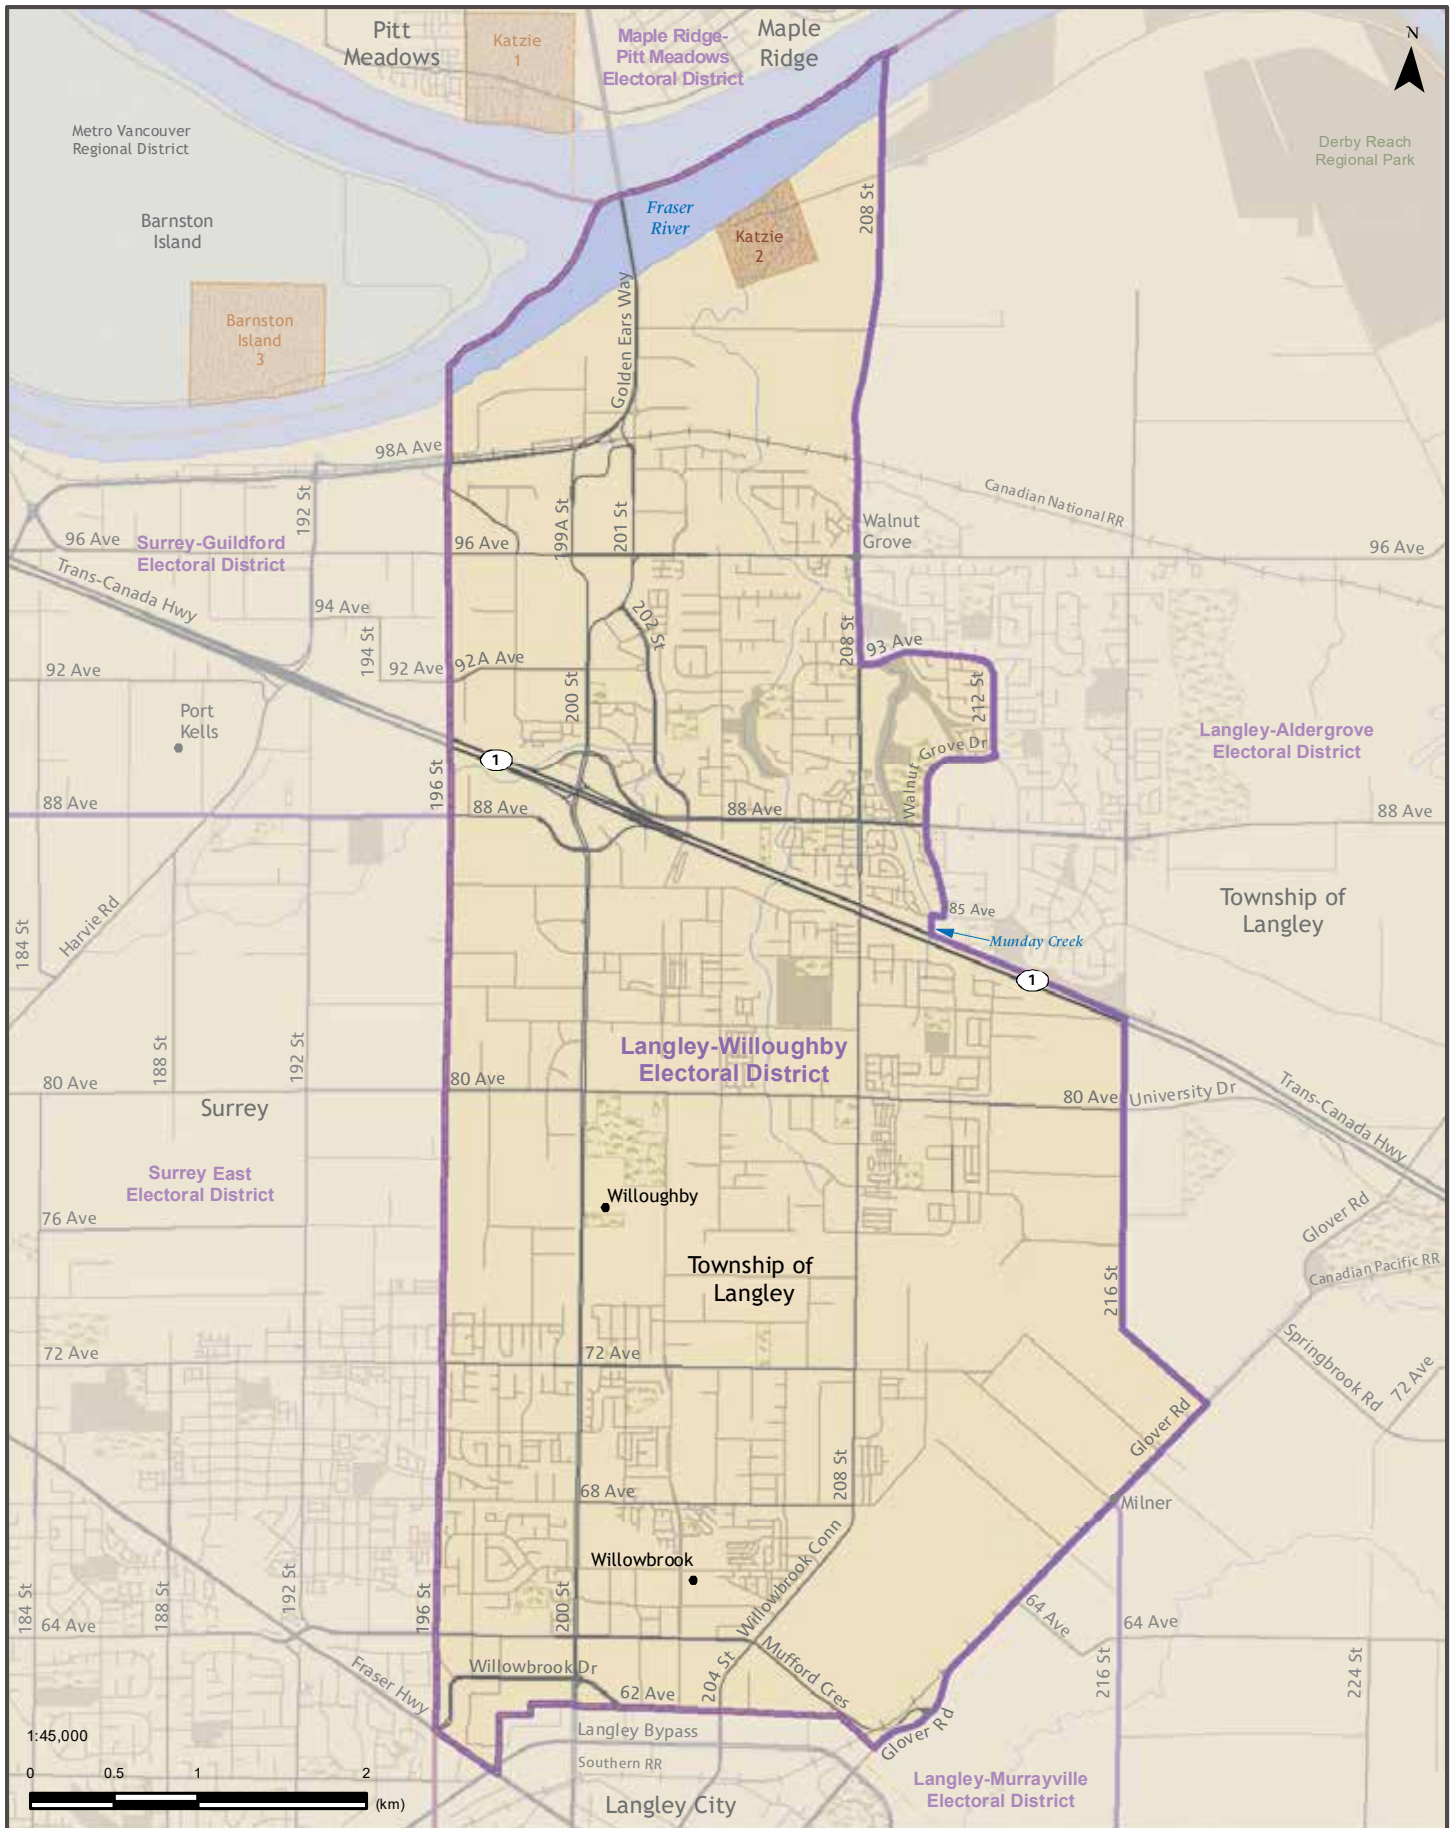 Pitt
Meadows
Katzie
1
Maple Ridge-
Pitt Meadows
Electoral District
Maple
Ridge
N
Metro Vancouver
Regional District
Derby Reach
Regional Park
Barnston
Island
Fraser
River
Katzie
2
208 St
Barnston
Island
3
Golden Ears Way
98A Ave
192 St
199A St
201 St
Canadian National RR
Walnut
Grove
96 Ave
Surrey-Guildford
Electoral District
96 Ave
96 Ave
Trans-Canada Hwy
94 Ave
194 St
202 St
208 St
93 Ave
92 Ave
92 Ave
92A Ave
200 St
212 St
Port
Kells
Langley-Aldergrove
Electoral District
Walnut Grove Dr
1
196 St
88 Ave
88 Ave
88 Ave
88 Ave
184 St
Harvie Rd
85 Ave
Munday Creek
Township of
Langley
1
188 St
192 St
Langley-Willoughby
Electoral District
80 Ave
80 Ave
80 Ave
University Dr
Trans-Canada Hwy
Surrey
Surrey East
Electoral District
Willoughby
76 Ave
Glover Rd
Township of
Langley
216 St
Canadian Pacific RR
72 Ave
72 Ave
Springbrook Rd
72 Ave
Glover Rd
208 St
68 Ave
Milner
Willowbrook
Willowbrook Conn
184 St
188 St
192 St
196 St
200 St
64 Ave
64 Ave
64 Ave
Fraser Hwy
Willowbrook Dr
204 St
Mufford Cres
216 St
224 St
62 Ave
Langley Bypass
Glover Rd
1:45,000
Southern RR
0
0.5
1
2
(km)
Langley City
Langley-Murrayville
Electoral District